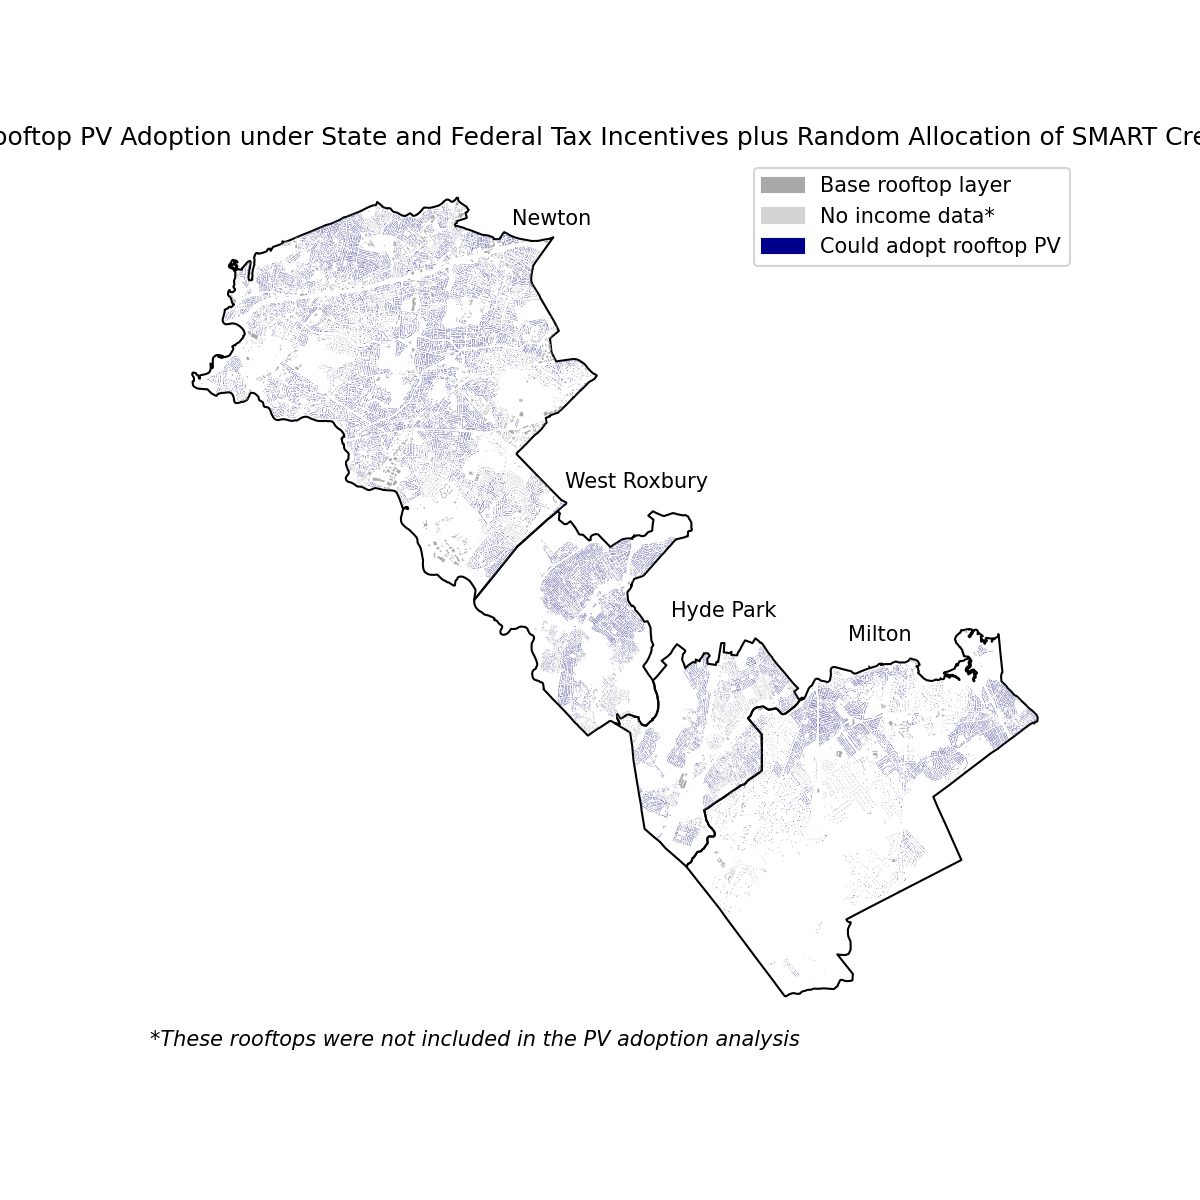 ooftop PV Adoption under State and Federal Tax Incentives plus Random Allocation of SMART Cre
Base rooftop layer
No income data*
Could adopt rooftop PV
Newton
West Roxbury
Hyde Park
Milton
*These rooftops were not included in the PV adoption analysis